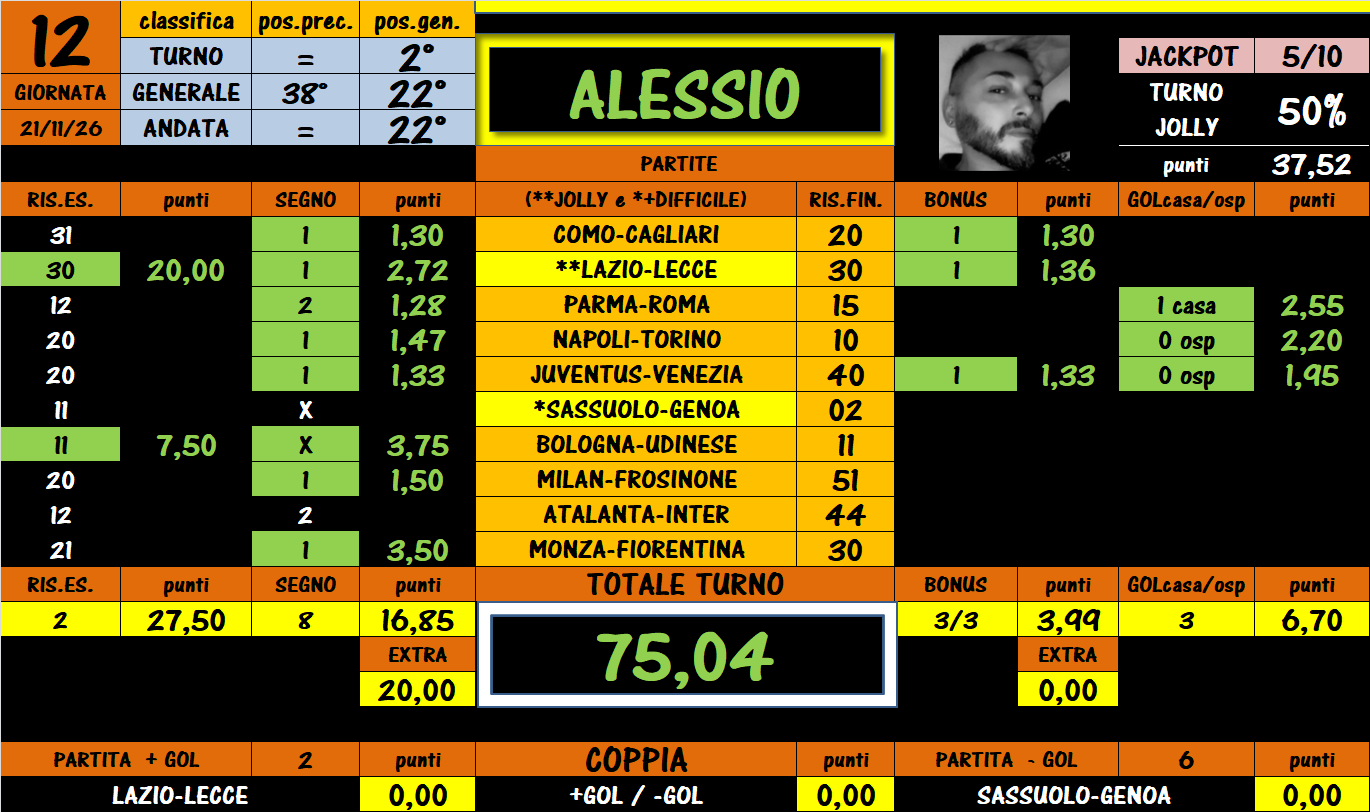 12 classifica pos.prec. pos.gen.
TURNO = 2°
GIORNATA GENERALE 38° 22°
21/11/26 ANDATA = 22°
ALESSIO
JACKPOT 5/10
TURNO
JOLLY 50%
punti 37,52
PARTITE
RIS.ES. punti SEGNO punti (**JOLLY e *+DIFFICILE) RIS.FIN. BONUS punti GOLcasa/osp punti
31 1 1,30 COMO-CAGLIARI 20 1 1,30
30 20,00 1 2,72 **LAZIO-LECCE 30 1 1,36
12 2 1,28 PARMA-ROMA 15 1 casa 2,55
20 1 1,47 NAPOLI-TORINO 10 0 osp 2,20
20 1 1,33 JUVENTUS-VENEZIA 40 1 1,33 0 osp 1,95
11 X *SASSUOLO-GENOA 02
11 7,50 X 3,75 BOLOGNA-UDINESE 11
20 1 1,50 MILAN-FROSINONE 51
12 2 ATALANTA-INTER 44
21 1 3,50 MONZA-FIORENTINA 30
RIS.ES. punti SEGNO punti TOTALE TURNO BONUS punti GOLcasa/osp punti
2 27,50 8 16,85 75,04 3/3 3,99 3 6,70
EXTRA EXTRA
20,00 0,00
PARTITA + GOL 2 punti COPPIA punti PARTITA - GOL 6 punti
LAZIO-LECCE 0,00 +GOL / -GOL 0,00 SASSUOLO-GENOA 0,00